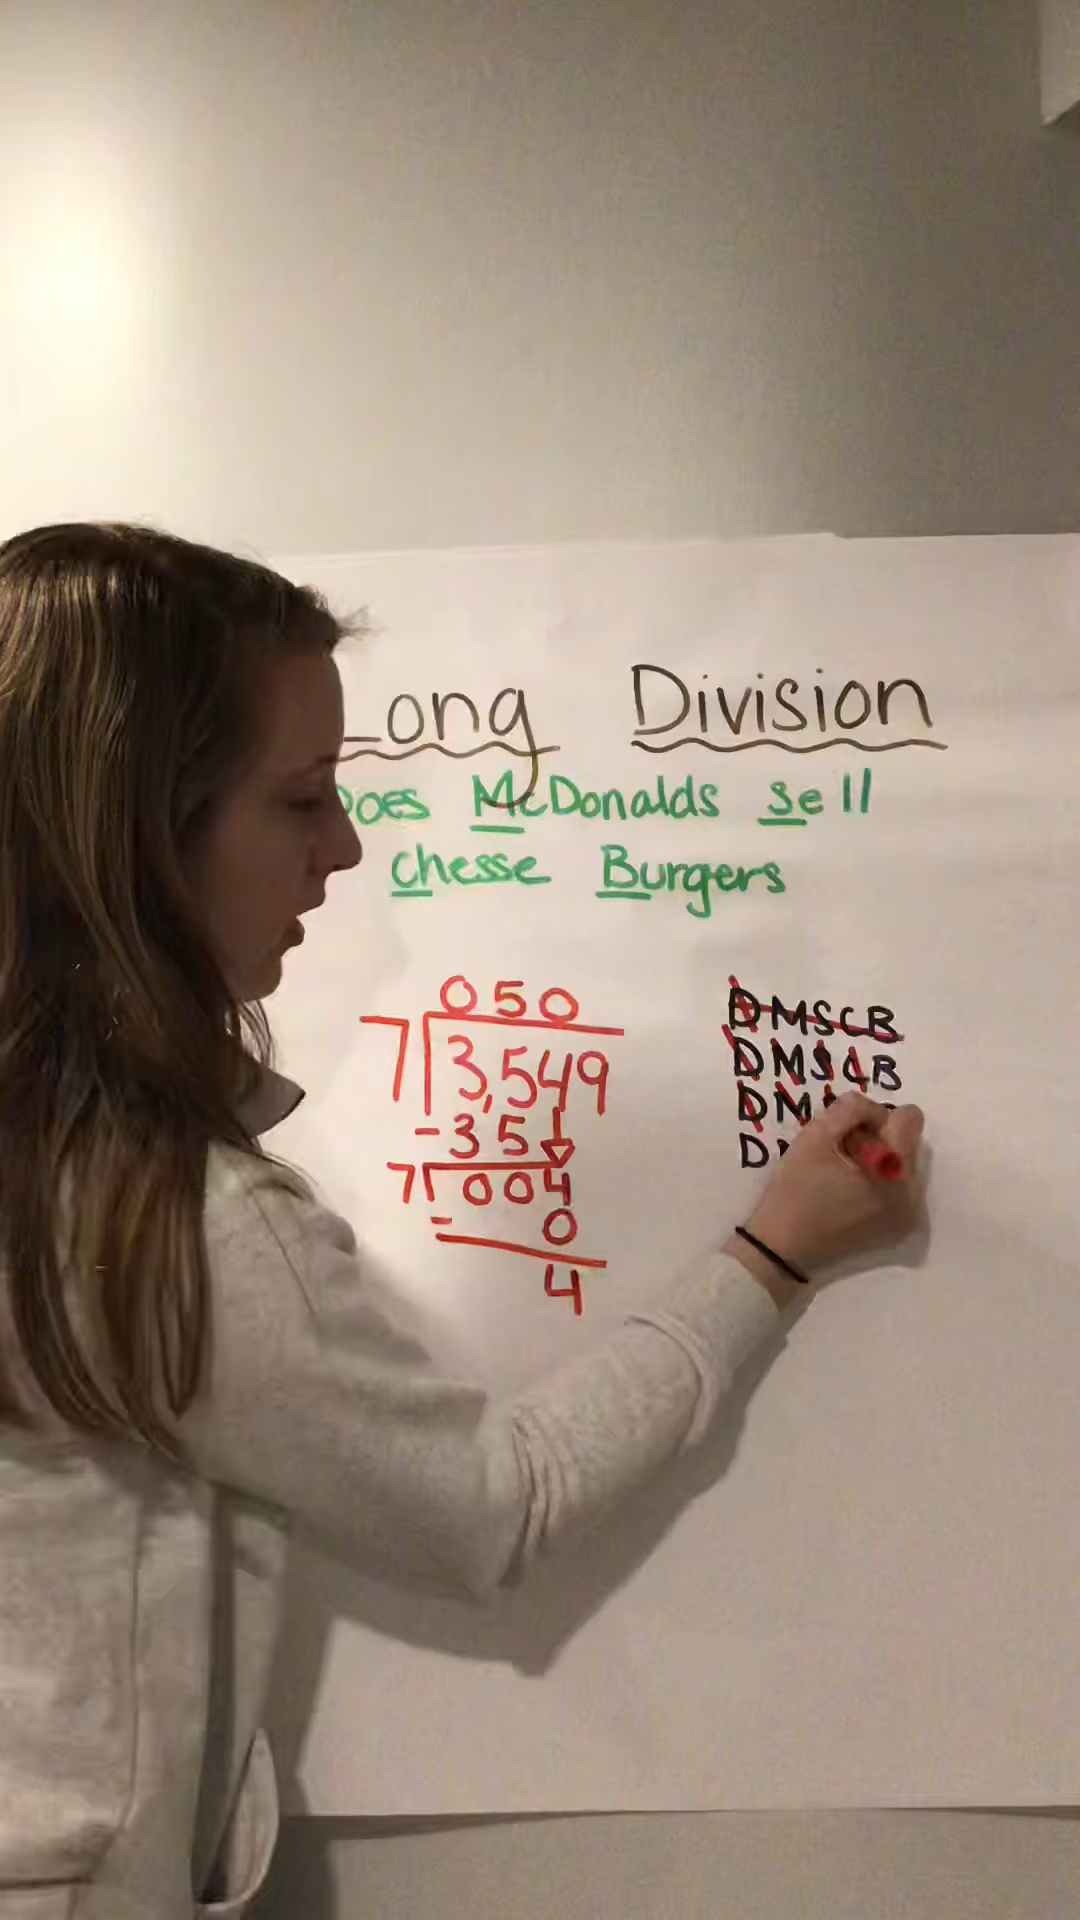 Long Division
Does McDonalds sell
chesse Burgers
050
7 3,549
- 35
7 004
- 0
4
DMSCB
DMSCB
DM
D